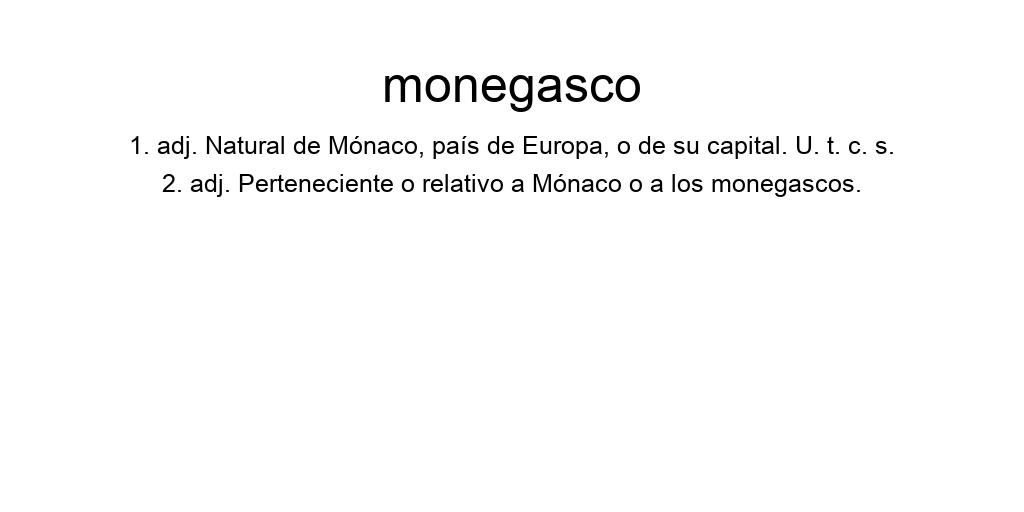 monegasco
1. adj. Natural de Mónaco, país de Europa, o de su capital. U. t. c. s.
2. adj. Perteneciente o relativo a Mónaco o a los monegascos.